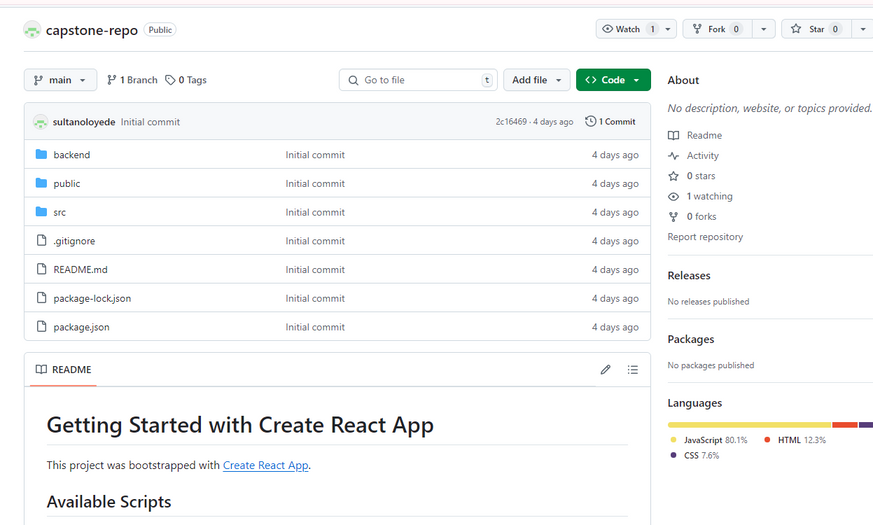 capstone-repo Public Watch 1 Fork 0 Star 0
main 1 Branch 0 Tags Go to file t Add file Code
sultanoloyede Initial commit 2c16469 · 4 days ago 1 Commit
backend Initial commit 4 days ago
public Initial commit 4 days ago
src Initial commit 4 days ago
.gitignore Initial commit 4 days ago
README.md Initial commit 4 days ago
package-lock.json Initial commit 4 days ago
package.json Initial commit 4 days ago
README
Getting Started with Create React App
This project was bootstrapped with Create React App.
Available Scripts
About
No description, website, or topics provided.
Readme
Activity
0 stars
1 watching
0 forks
Report repository
Releases
No releases published
Packages
No packages published
Languages
JavaScript 80.1% HTML 12.3%
CSS 7.6%